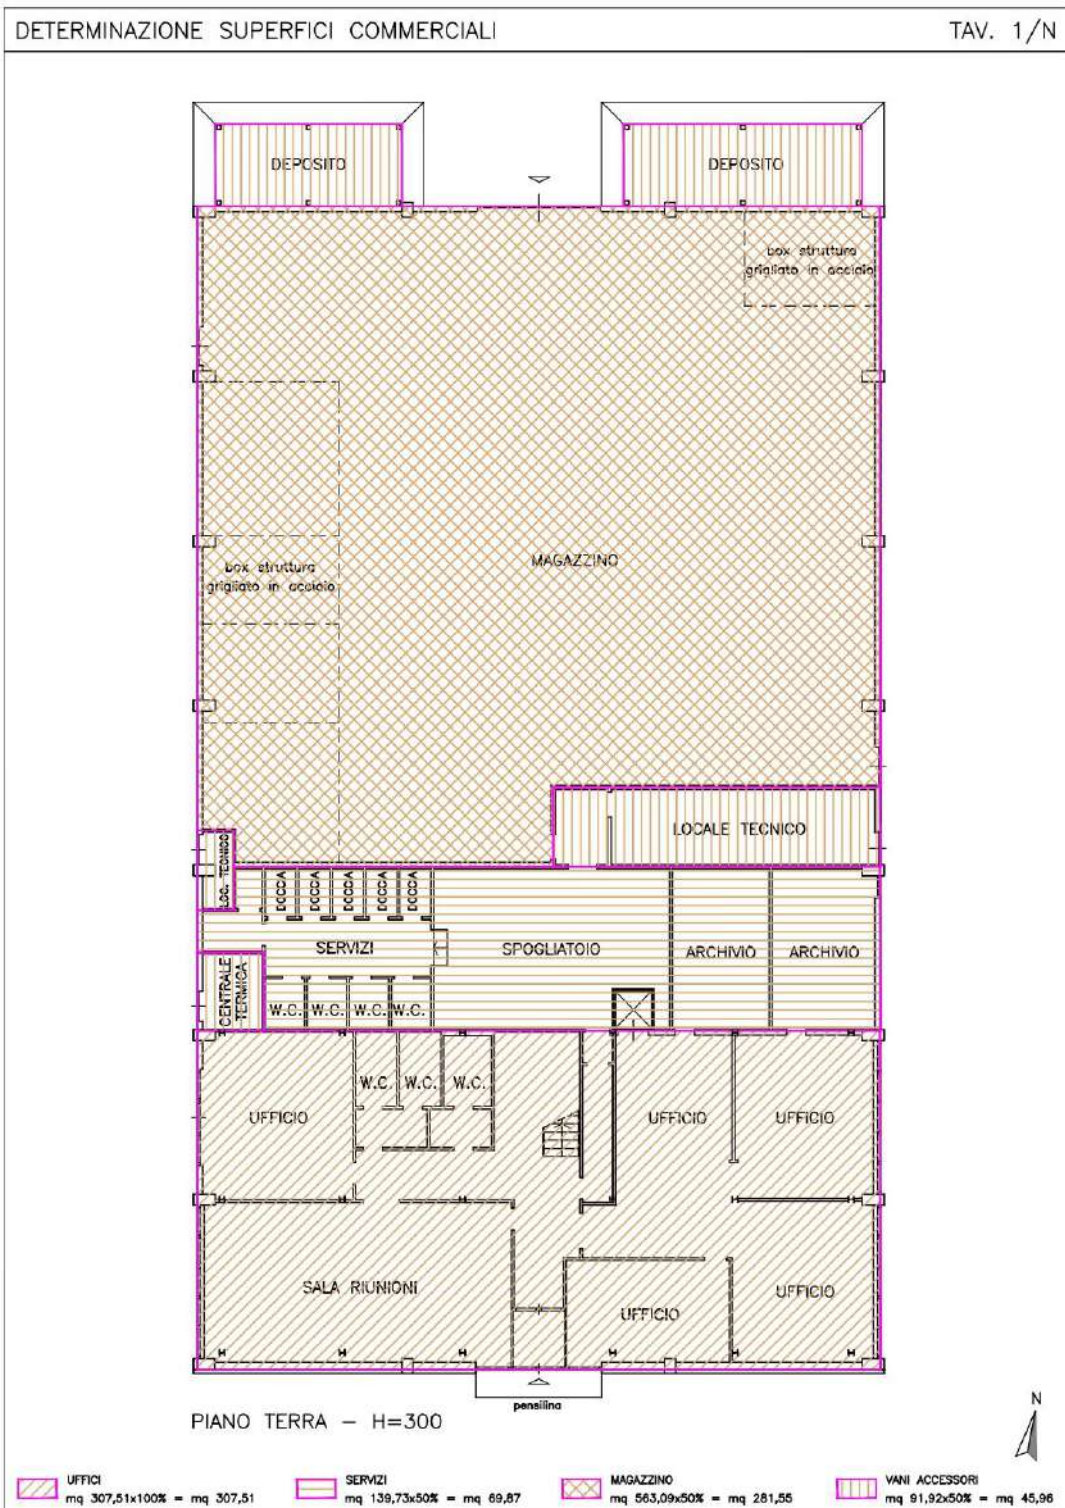 DETERMINAZIONE SUPERFICI COMMERCIALI
TAV. 1/N
DEPOSITO
DEPOSITO
box struttura
grigliato in acciaio
MAGAZZINO
box struttura
grigliato in acciaio
LOCALE TECNICO
LOC. TECNICO
DOCCIA
DOCCIA
DOCCIA
DOCCIA
DOCCIA
SERVIZI
SPOGLIATOIO
ARCHIVIO
ARCHIVIO
CENTRALE
TERMICA
W.C.
W.C.
W.C.
W.C.
W.C.
W.C.
W.C.
UFFICIO
UFFICIO
UFFICIO
SALA RIUNIONI
UFFICIO
UFFICIO
pensilina
PIANO TERRA – H=300
N
UFFICI
mq 307,51x100% = mq 307,51
SERVIZI
mq 139,73x50% = mq 69,87
MAGAZZINO
mq 563,09x50% = mq 281,55
VANI ACCESSORI
mq 91,92x50% = mq 45,96